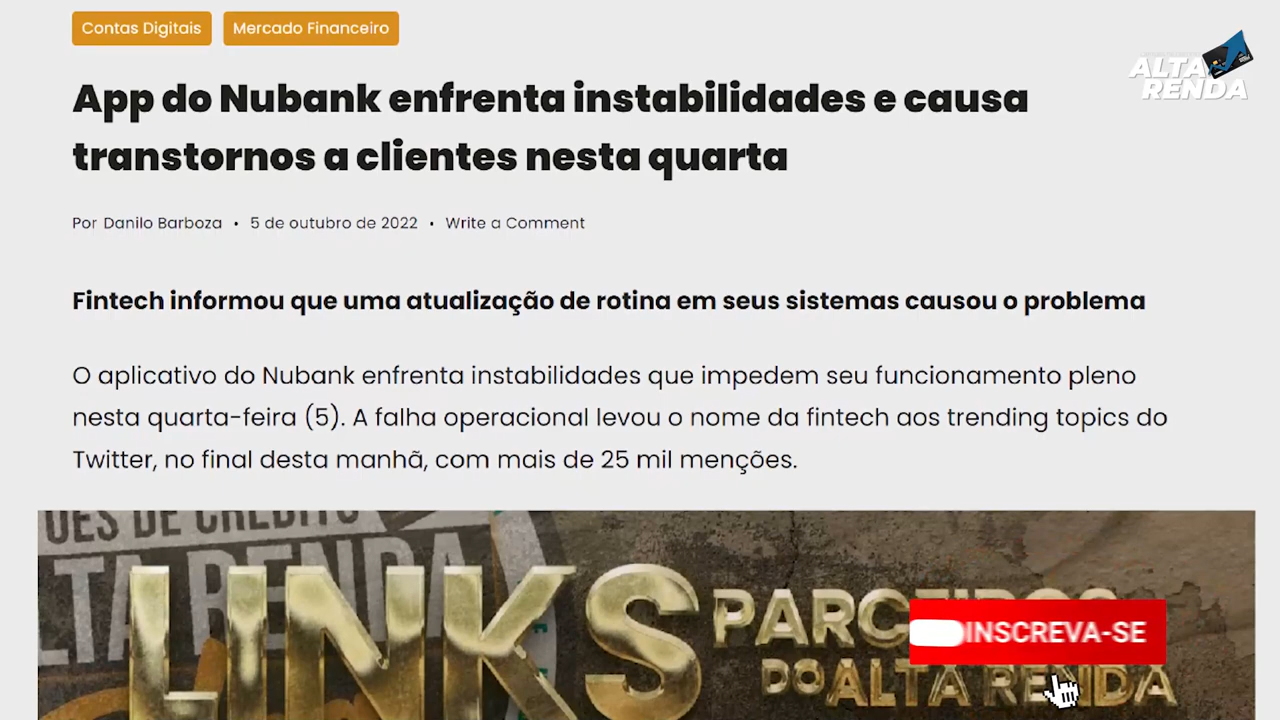 Contas Digitais
Mercado Financeiro
ALTA
RENDA
App do Nubank enfrenta instabilidades e causa
transtornos a clientes nesta quarta
Por Danilo Barboza • 5 de outubro de 2022 • Write a Comment
Fintech informou que uma atualização de rotina em seus sistemas causou o problema
O aplicativo do Nubank enfrenta instabilidades que impedem seu funcionamento pleno
nesta quarta-feira (5). A falha operacional levou o nome da fintech aos trending topics do
Twitter, no final desta manhã, com mais de 25 mil menções.
DE CRÉDITO
RENDA
LINKS
INSCREVA-SE
DO ALTA RENDA